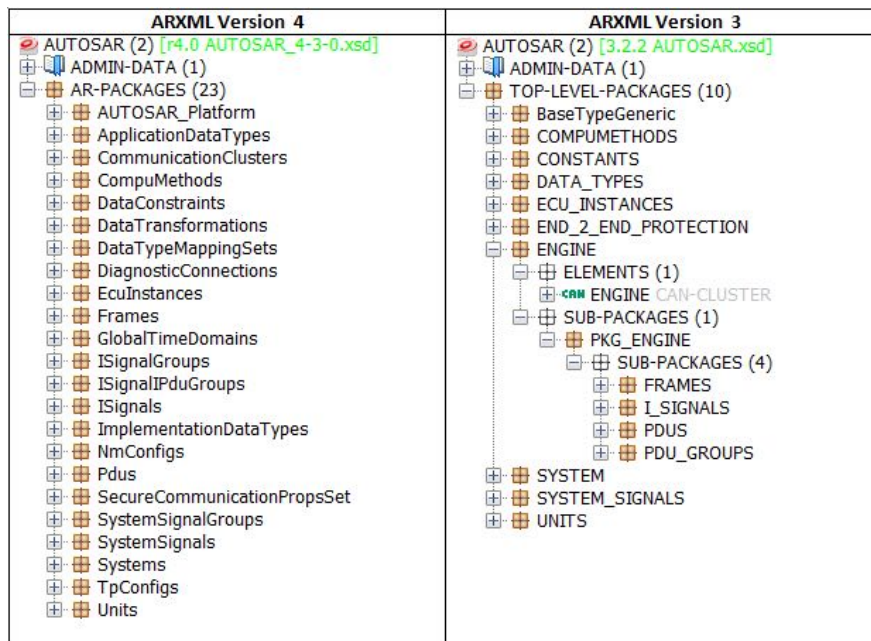 ARXML Version 4
AUTOSAR (2) [r4.0 AUTOSAR_4-3-0.xsd]
ADMIN-DATA (1)
AR-PACKAGES (23)
AUTOSAR_Platform
ApplicationDataTypes
CommunicationClusters
CompuMethods
DataConstraints
DataTransformations
DataTypeMappingSets
DiagnosticConnections
EcuInstances
Frames
GlobalTimeDomains
ISignalGroups
ISignalIPduGroups
ISignals
ImplementationDataTypes
NmConfigs
Pdus
SecureCommunicationPropsSet
SystemSignalGroups
SystemSignals
Systems
TpConfigs
Units
ARXML Version 3
AUTOSAR (2) [3.2.2 AUTOSAR.xsd]
ADMIN-DATA (1)
TOP-LEVEL-PACKAGES (10)
BaseTypeGeneric
COMPUMETHODS
CONSTANTS
DATA_TYPES
ECU_INSTANCES
END_2_END_PROTECTION
ENGINE
ELEMENTS (1)
CAN ENGINE CAN-CLUSTER
SUB-PACKAGES (1)
PKG_ENGINE
SUB-PACKAGES (4)
FRAMES
I_SIGNALS
PDUS
PDU_GROUPS
SYSTEM
SYSTEM_SIGNALS
UNITS